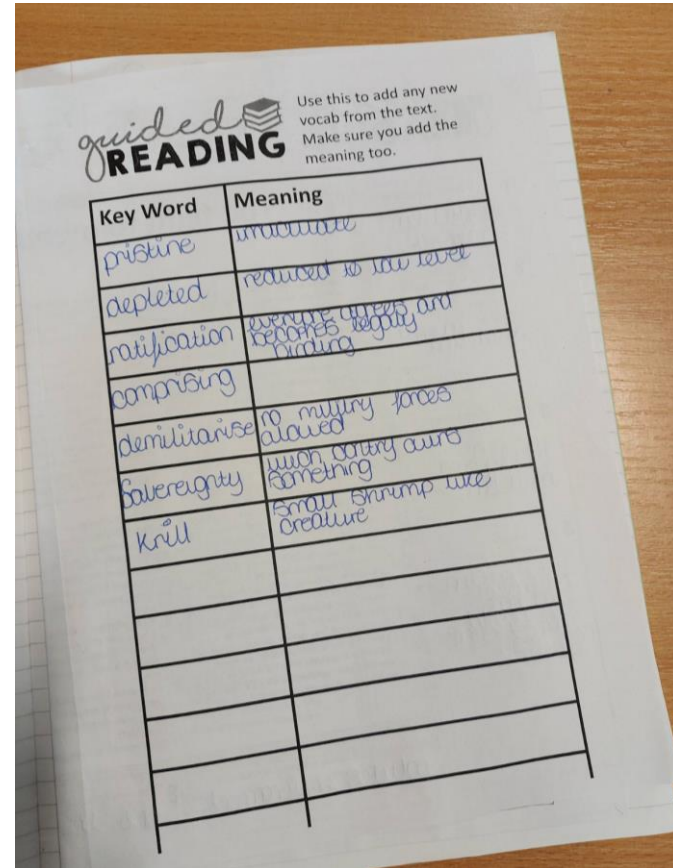 guided
READING
Use this to add any new
vocab from the text.
Make sure you add the
meaning too.
Key Word Meaning
pristine immaculate
depleted reduced to low level
ratification everyone agrees and
becomes legally
binding
comprising
demilitarise no military forces
alowed
Sovereignty which contry owns
something
Krill Small shrimp like
creature